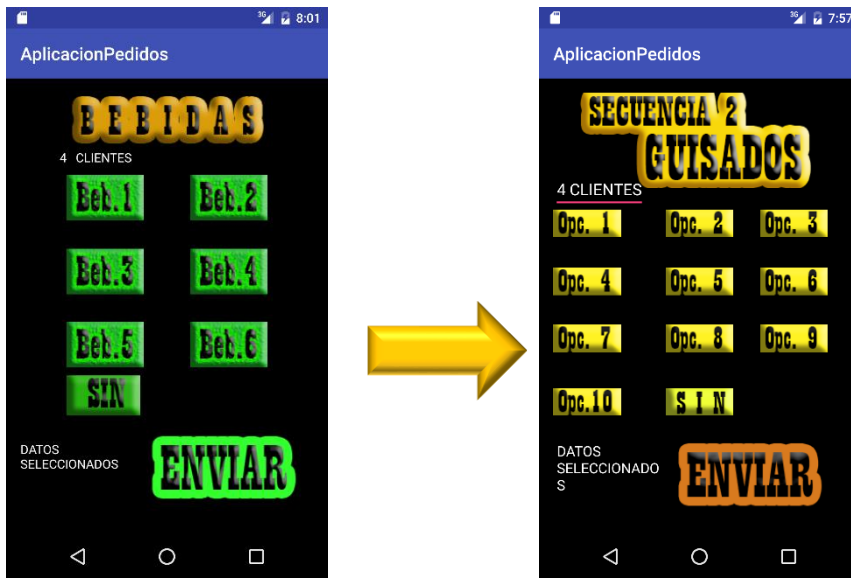 3G 8:01
AplicacionPedidos
BEBIDAS
4 CLIENTES
Beb.1 Beb.2
Beb.3 Beb.4
Beb.5 Beb.6
SIN
DATOS
SELECCIONADOS
ENVIAR
3G 7:57
AplicacionPedidos
SECUENCIA 2
GUISADOS
4 CLIENTES
Opc. 1 Opc. 2 Opc. 3
Opc. 4 Opc. 5 Opc. 6
Opc. 7 Opc. 8 Opc. 9
Opc.10 SIN
DATOS
SELECCIONADO
S
ENVIAR